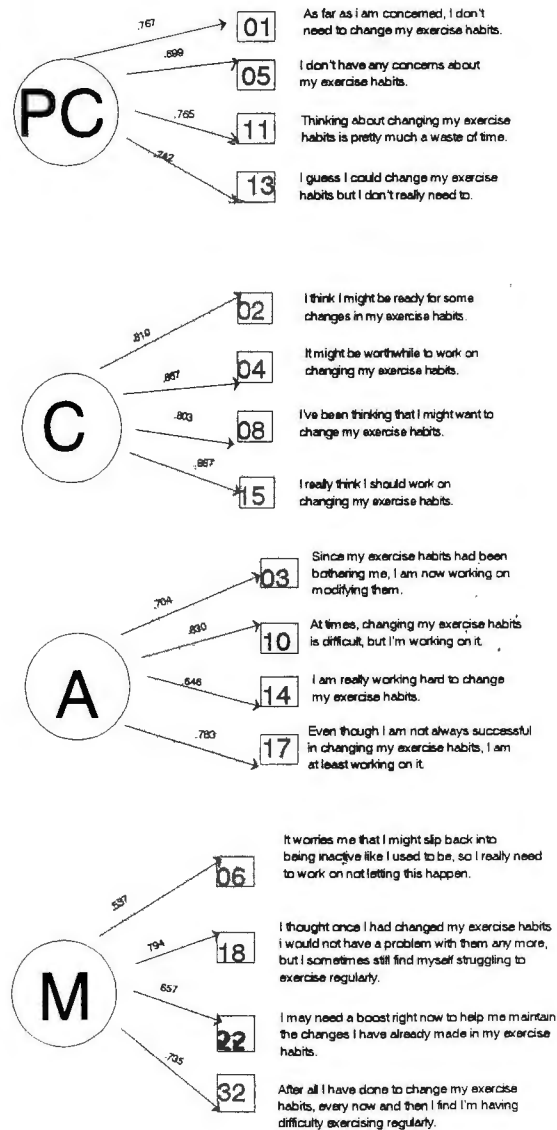 .767
01
As far as i am concerned, I don't
need to change my exercise habits.
.699
05
I don't have any concerns about
my exercise habits.
PC
.765
11
Thinking about changing my exercise
habits is pretty much a waste of time.
.742
13
I guess I could change my exercise
habits but I don't really need to.
.810
02
I think I might be ready for some
changes in my exercise habits.
04
It might be worthwhile to work on
changing my exercise habits.
C
.803
08
I've been thinking that I might want to
change my exercise habits.
15
I really think I should work on
changing my exercise habits.
.704
03
Since my exercise habits had been
bothering me, I am now working on
modifying them.
.830
10
At times, changing my exercise habits
is difficult, but I'm working on it.
A
14
I am really working hard to change
my exercise habits.
.783
17
Even though I am not always successful
in changing my exercise habits, I am
at least working on it.
.537
06
It worries me that I might slip back into
being inactive like I used to be, so I really need
to work on not letting this happen.
794
18
I thought once I had changed my exercise habits
i would not have a problem with them any more,
but I sometimes still find myself struggling to
exercise regularly.
M
657
22
I may need a boost right now to help me maintain
the changes I have already made in my exercise
habits.
.735
32
After all I have done to change my exercise
habits, every now and then I find I'm having
difficulty exercising regularly.